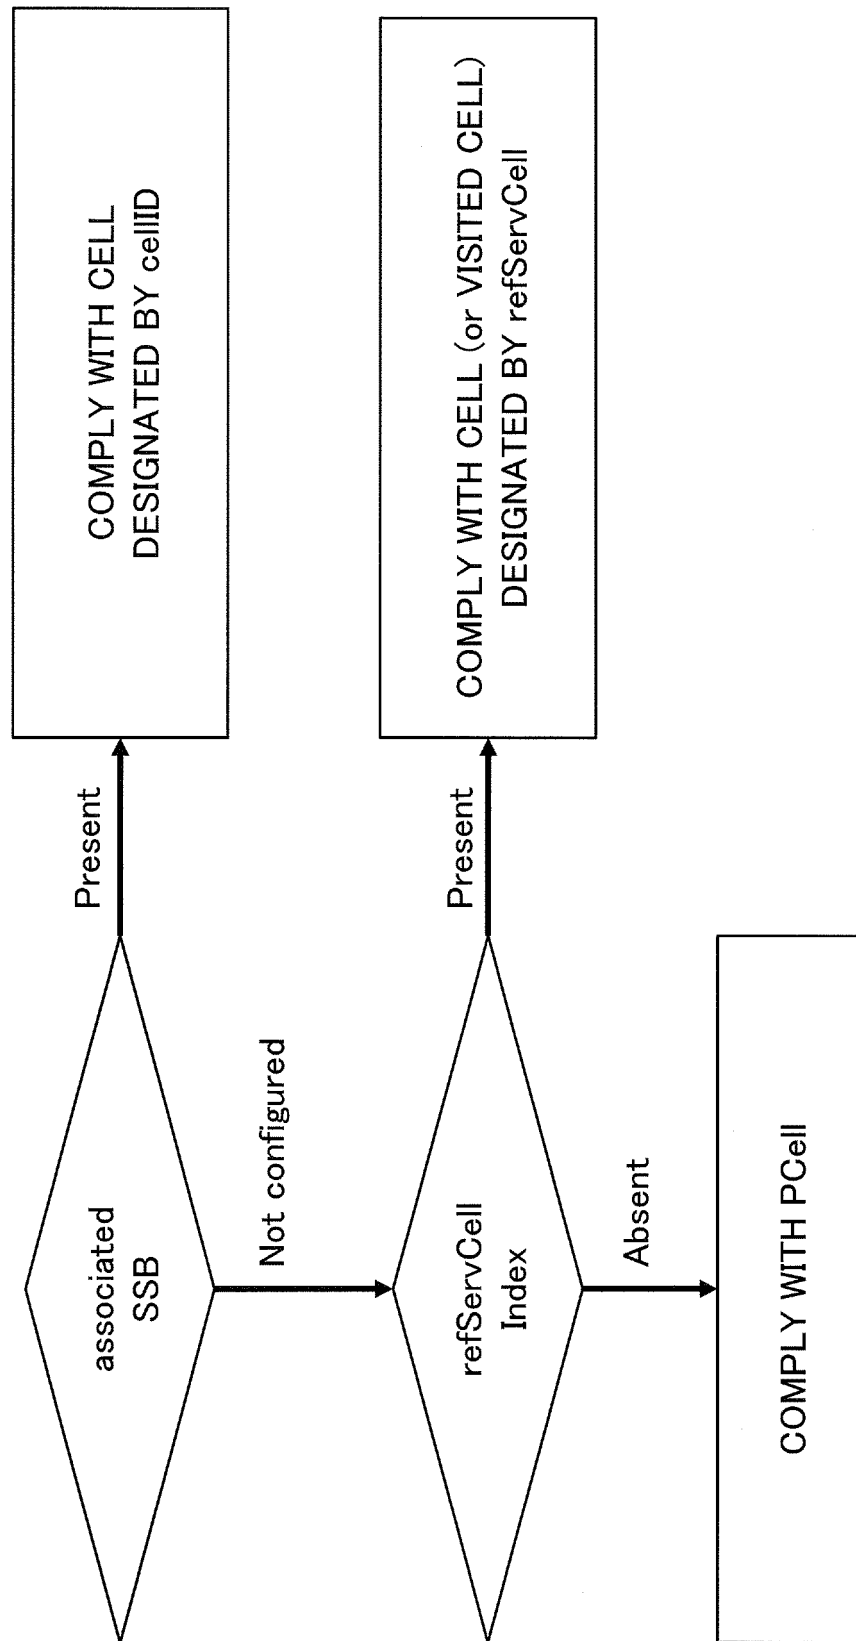 associated
SSB
Present
COMPLY WITH CELL
DESIGNATED BY cellID
Not configured
refServCell
Index
Present
COMPLY WITH CELL (or VISITED CELL)
DESIGNATED BY refServCell
Absent
COMPLY WITH PCell